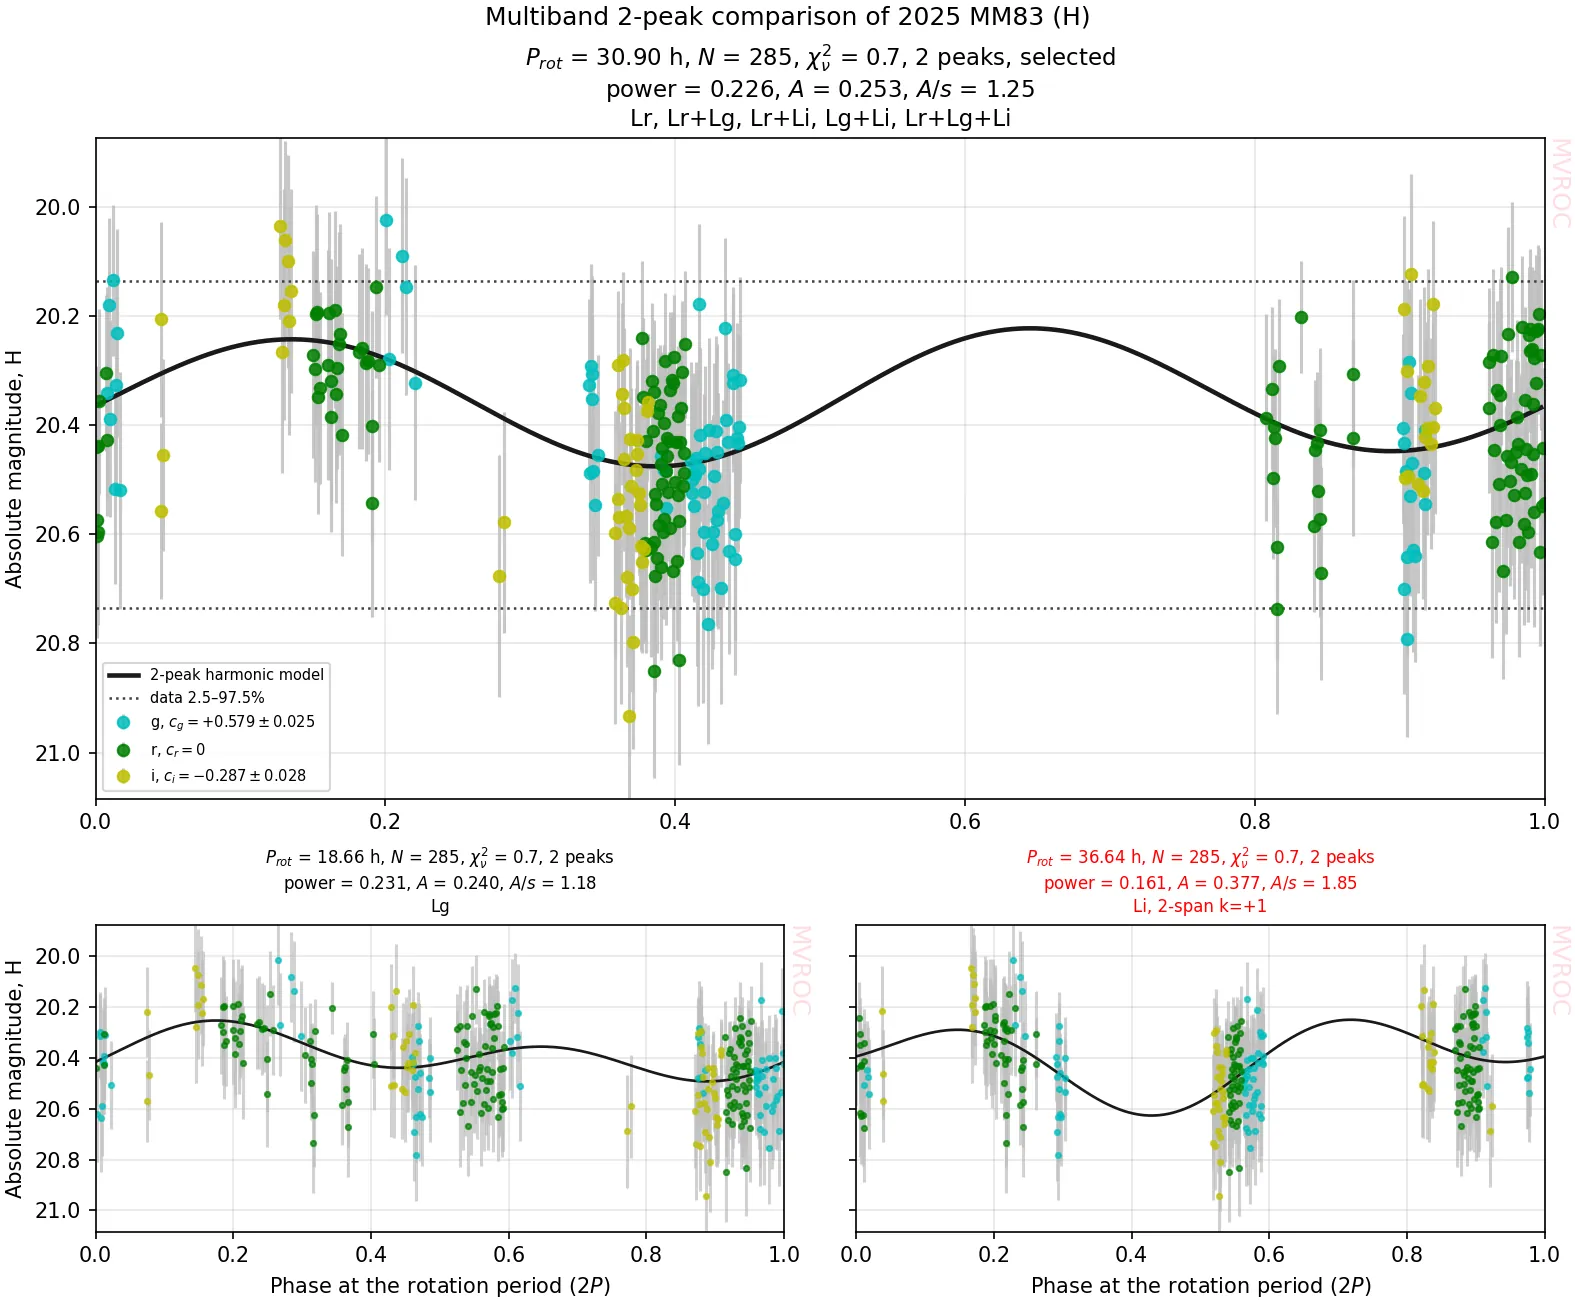 Multiband 2-peak comparison of 2025 MM83 (H)
P_rot = 30.90 h, N = 285, χ²_ν = 0.7, 2 peaks, selected
power = 0.226, A = 0.253, A/s = 1.25
Lr, Lr+Lg, Lr+Li, Lg+Li, Lr+Lg+Li
MVROC
Absolute magnitude, H
20.0
20.2
20.4
20.6
20.8
21.0
2-peak harmonic model
data 2.5–97.5%
g, c_g = +0.579 ± 0.025
r, c_r = 0
i, c_i = −0.287 ± 0.028
0.0 0.2 0.4 0.6 0.8 1.0
P_rot = 18.66 h, N = 285, χ²_ν = 0.7, 2 peaks
power = 0.231, A = 0.240, A/s = 1.18
Lg
MVROC
Absolute magnitude, H
20.0
20.2
20.4
20.6
20.8
21.0
0.0 0.2 0.4 0.6 0.8 1.0
Phase at the rotation period (2P)
P_rot = 36.64 h, N = 285, χ²_ν = 0.7, 2 peaks
power = 0.161, A = 0.377, A/s = 1.85
Li, 2-span k=+1
MVROC
0.0 0.2 0.4 0.6 0.8 1.0
Phase at the rotation period (2P)